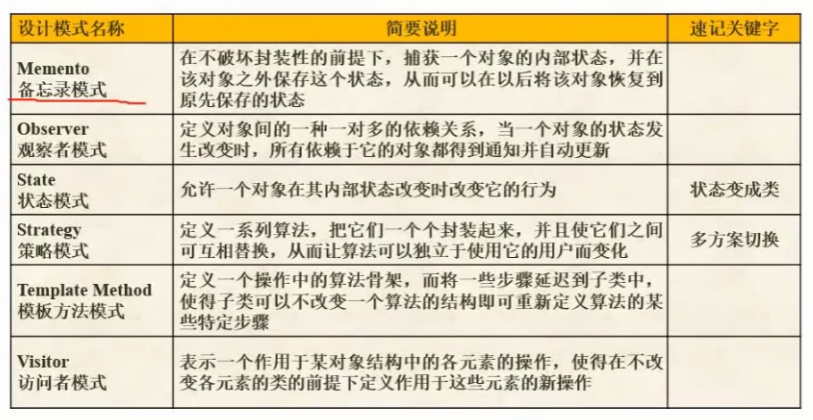 设计模式名称 简要说明 速记关键字
Memento
备忘录模式
在不破坏封装性的前提下，捕获一个对象的内部状态，并在
该对象之外保存这个状态，从而可以在以后将该对象恢复到
原先保存的状态
Observer
观察者模式
定义对象间的一种一对多的依赖关系，当一个对象的状态发
生改变时，所有依赖于它的对象都得到通知并自动更新
State
状态模式
允许一个对象在其内部状态改变时改变它的行为
状态变成类
Strategy
策略模式
定义一系列算法，把它们一个个封装起来，并且使它们之间
可互相替换，从而让算法可以独立于使用它的用户而变化
多方案切换
Template Method
模板方法模式
定义一个操作中的算法骨架，而将一些步骤延迟到子类中，
使得子类可以不改变一个算法的结构即可重新定义算法的某
些特定步骤
Visitor
访问者模式
表示一个作用于某对象结构中的各元素的操作，使得在不改
变各元素的类的前提下定义作用于这些元素的新操作